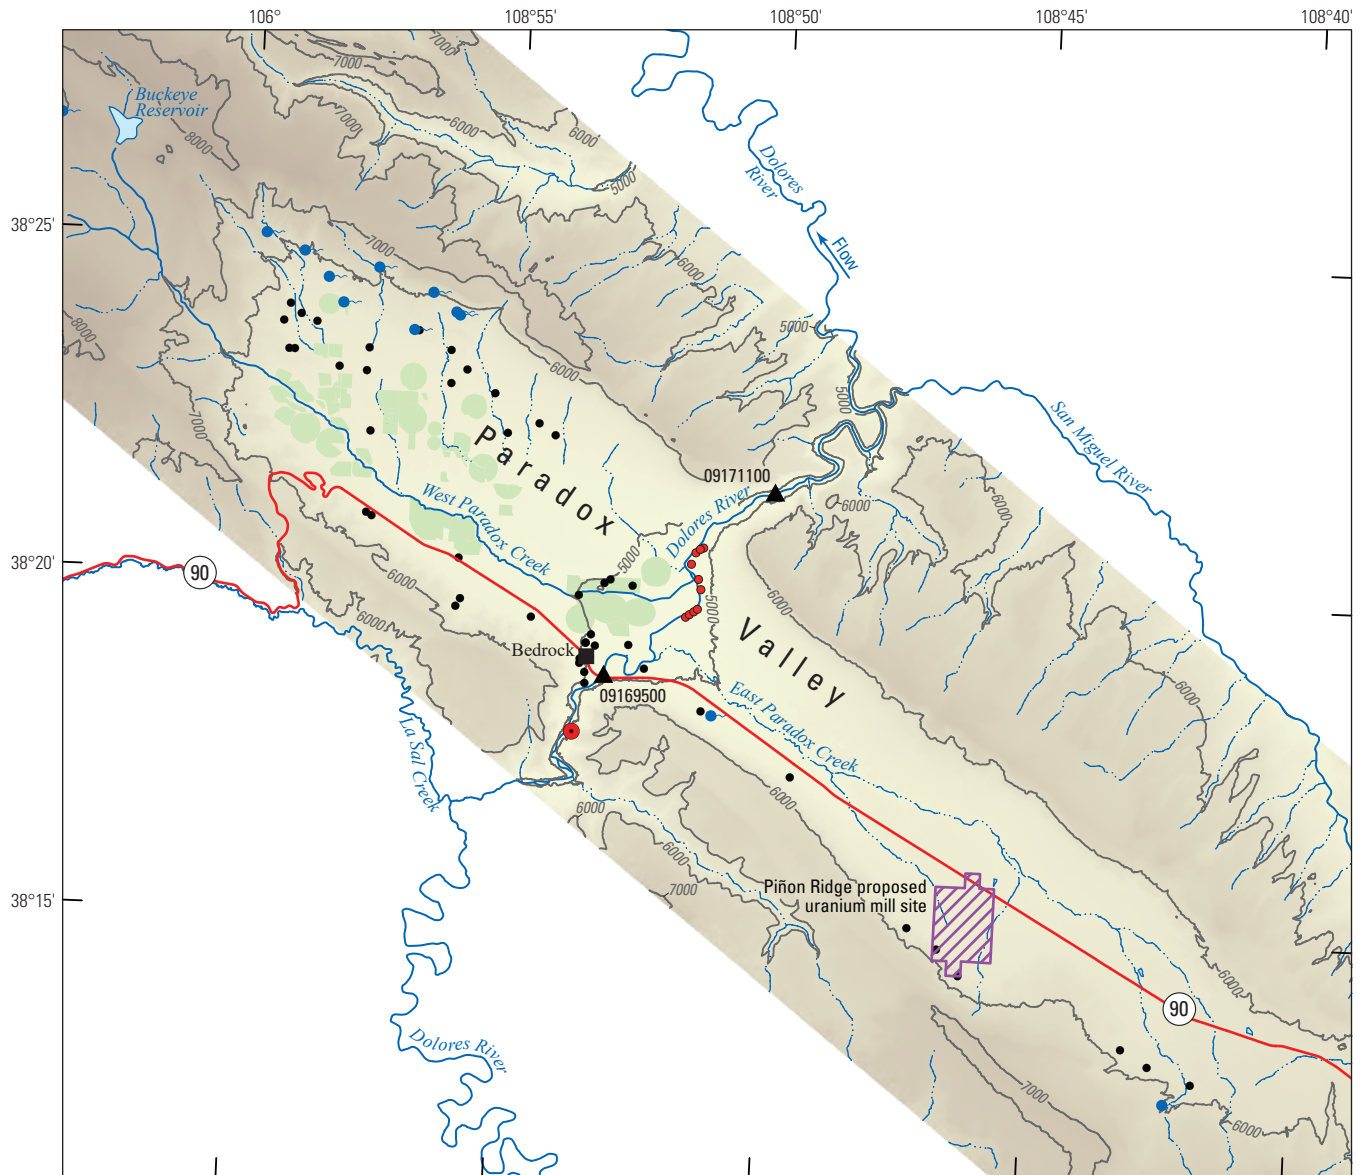 106°
108°55'
108°50'
108°45'
108°40'
7000
7000
Buckeye
Reservoir
7000
6000
6000
8000
5000
Dolores
River
38°25'
7000
Flow
6000
8000
5000
6000
5000
7000
San Miguel River
Paradox
09171100
West Paradox Creek
Dolores River
6000
6000
38°20'
90
5000
6000
6000
5000
6000
Valley
Bedrock
09169500
East Paradox Creek
6000
La Sal Creek
6000
6000
6000
38°15'
7000
Piñon Ridge proposed
uranium mill site
6000
90
Dolores River
7000
6000